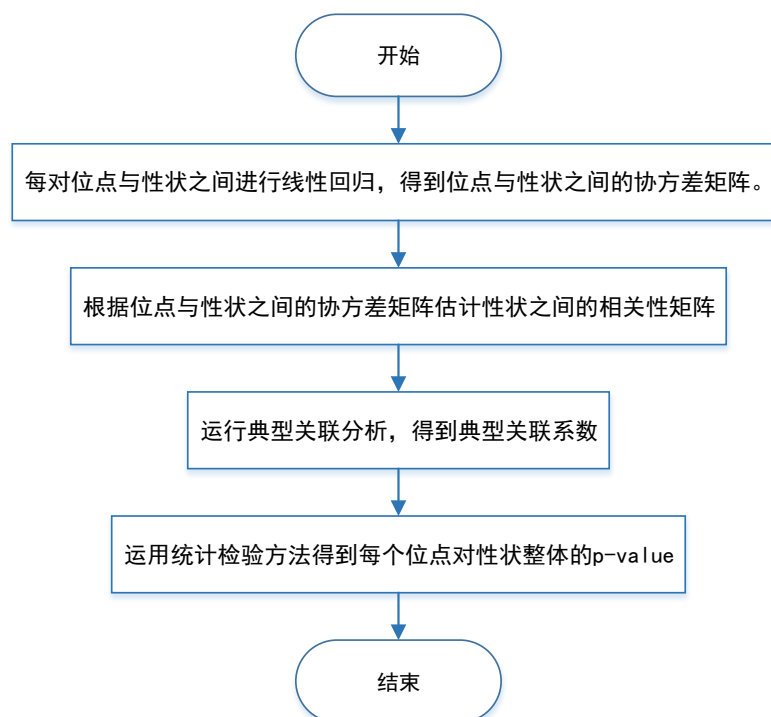 开始
每对位点与性状之间进行线性回归，得到位点与性状之间的协方差矩阵。
根据位点与性状之间的协方差矩阵估计性状之间的相关性矩阵
运行典型关联分析，得到典型关联系数
运用统计检验方法得到每个位点对性状整体的p-value
结束